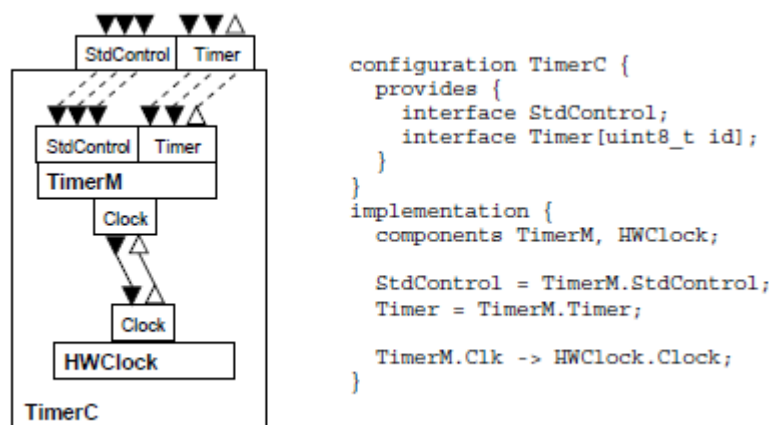 StdControl Timer
StdControl Timer
TimerM
Clock
Clock
HWClock
TimerC
configuration TimerC {
  provides {
    interface StdControl;
    interface Timer[uint8_t id];
  }
}
implementation {
  components TimerM, HWClock;

  StdControl = TimerM.StdControl;
  Timer = TimerM.Timer;

  TimerM.Clk -> HWClock.Clock;
}